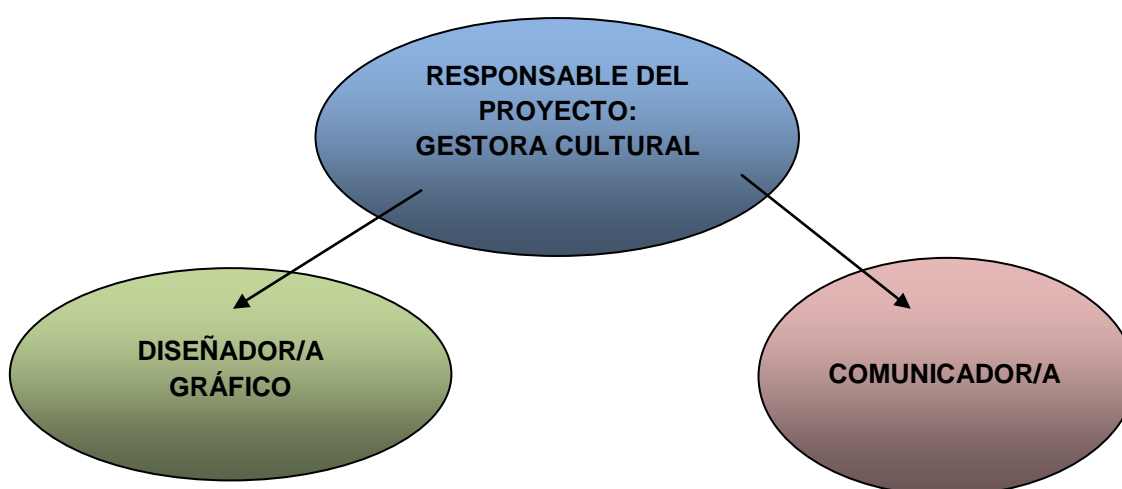 RESPONSABLE DEL
PROYECTO:
GESTORA CULTURAL
DISEÑADOR/A
GRÁFICO
COMUNICADOR/A